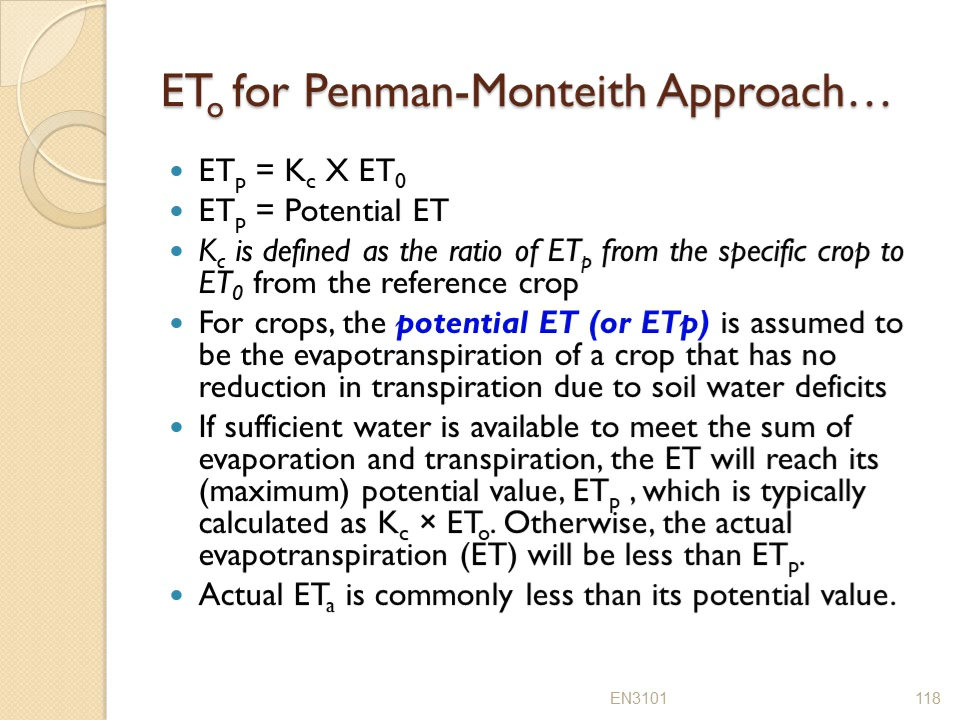 ETo for Penman-Monteith Approach…
• ETp = Kc X ET0
• ETp = Potential ET
• Kc is defined as the ratio of ETp from the specific crop to
ET0 from the reference crop
• For crops, the potential ET (or ETp) is assumed to
be the evapotranspiration of a crop that has no
reduction in transpiration due to soil water deficits
• If sufficient water is available to meet the sum of
evaporation and transpiration, the ET will reach its
(maximum) potential value, ETp , which is typically
calculated as Kc × ETo. Otherwise, the actual
evapotranspiration (ET) will be less than ETp.
• Actual ETa is commonly less than its potential value.
EN3101 118